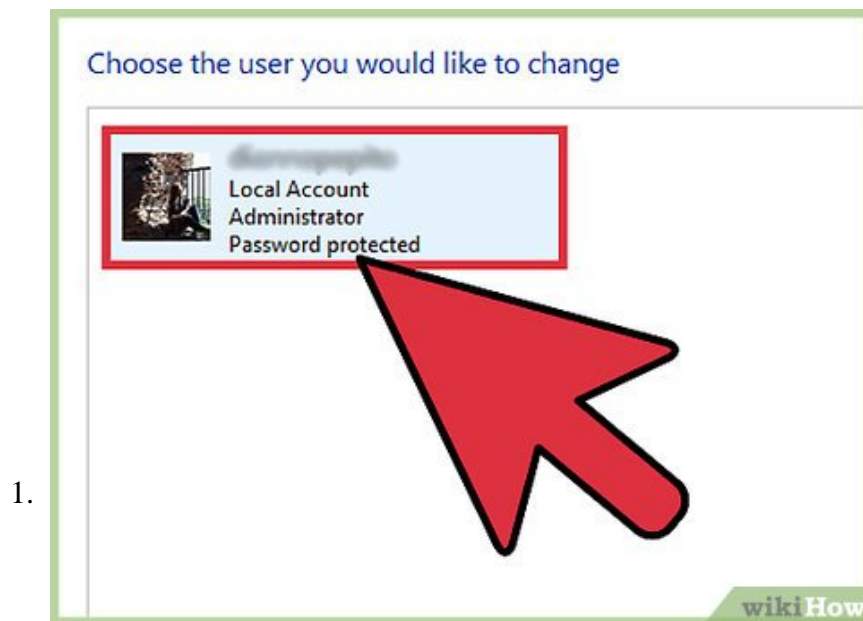 Choose the user you would like to change
Local Account
Administrator
Password protected
1.
wikiHow